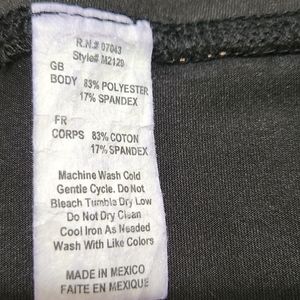 R.N.# 07043
Style# M2120
GB
BODY 83% POLYESTER
17% SPANDEX
FR
CORPS 83% COTON
17% SPANDEX
Machine Wash Cold
Gentle Cycle. Do Not
Bleach Tumble Dry Low
Do Not Dry Clean
Cool Iron As Needed
Wash With Like Colors
MADE IN MEXICO
FAITE EN MEXIQUE